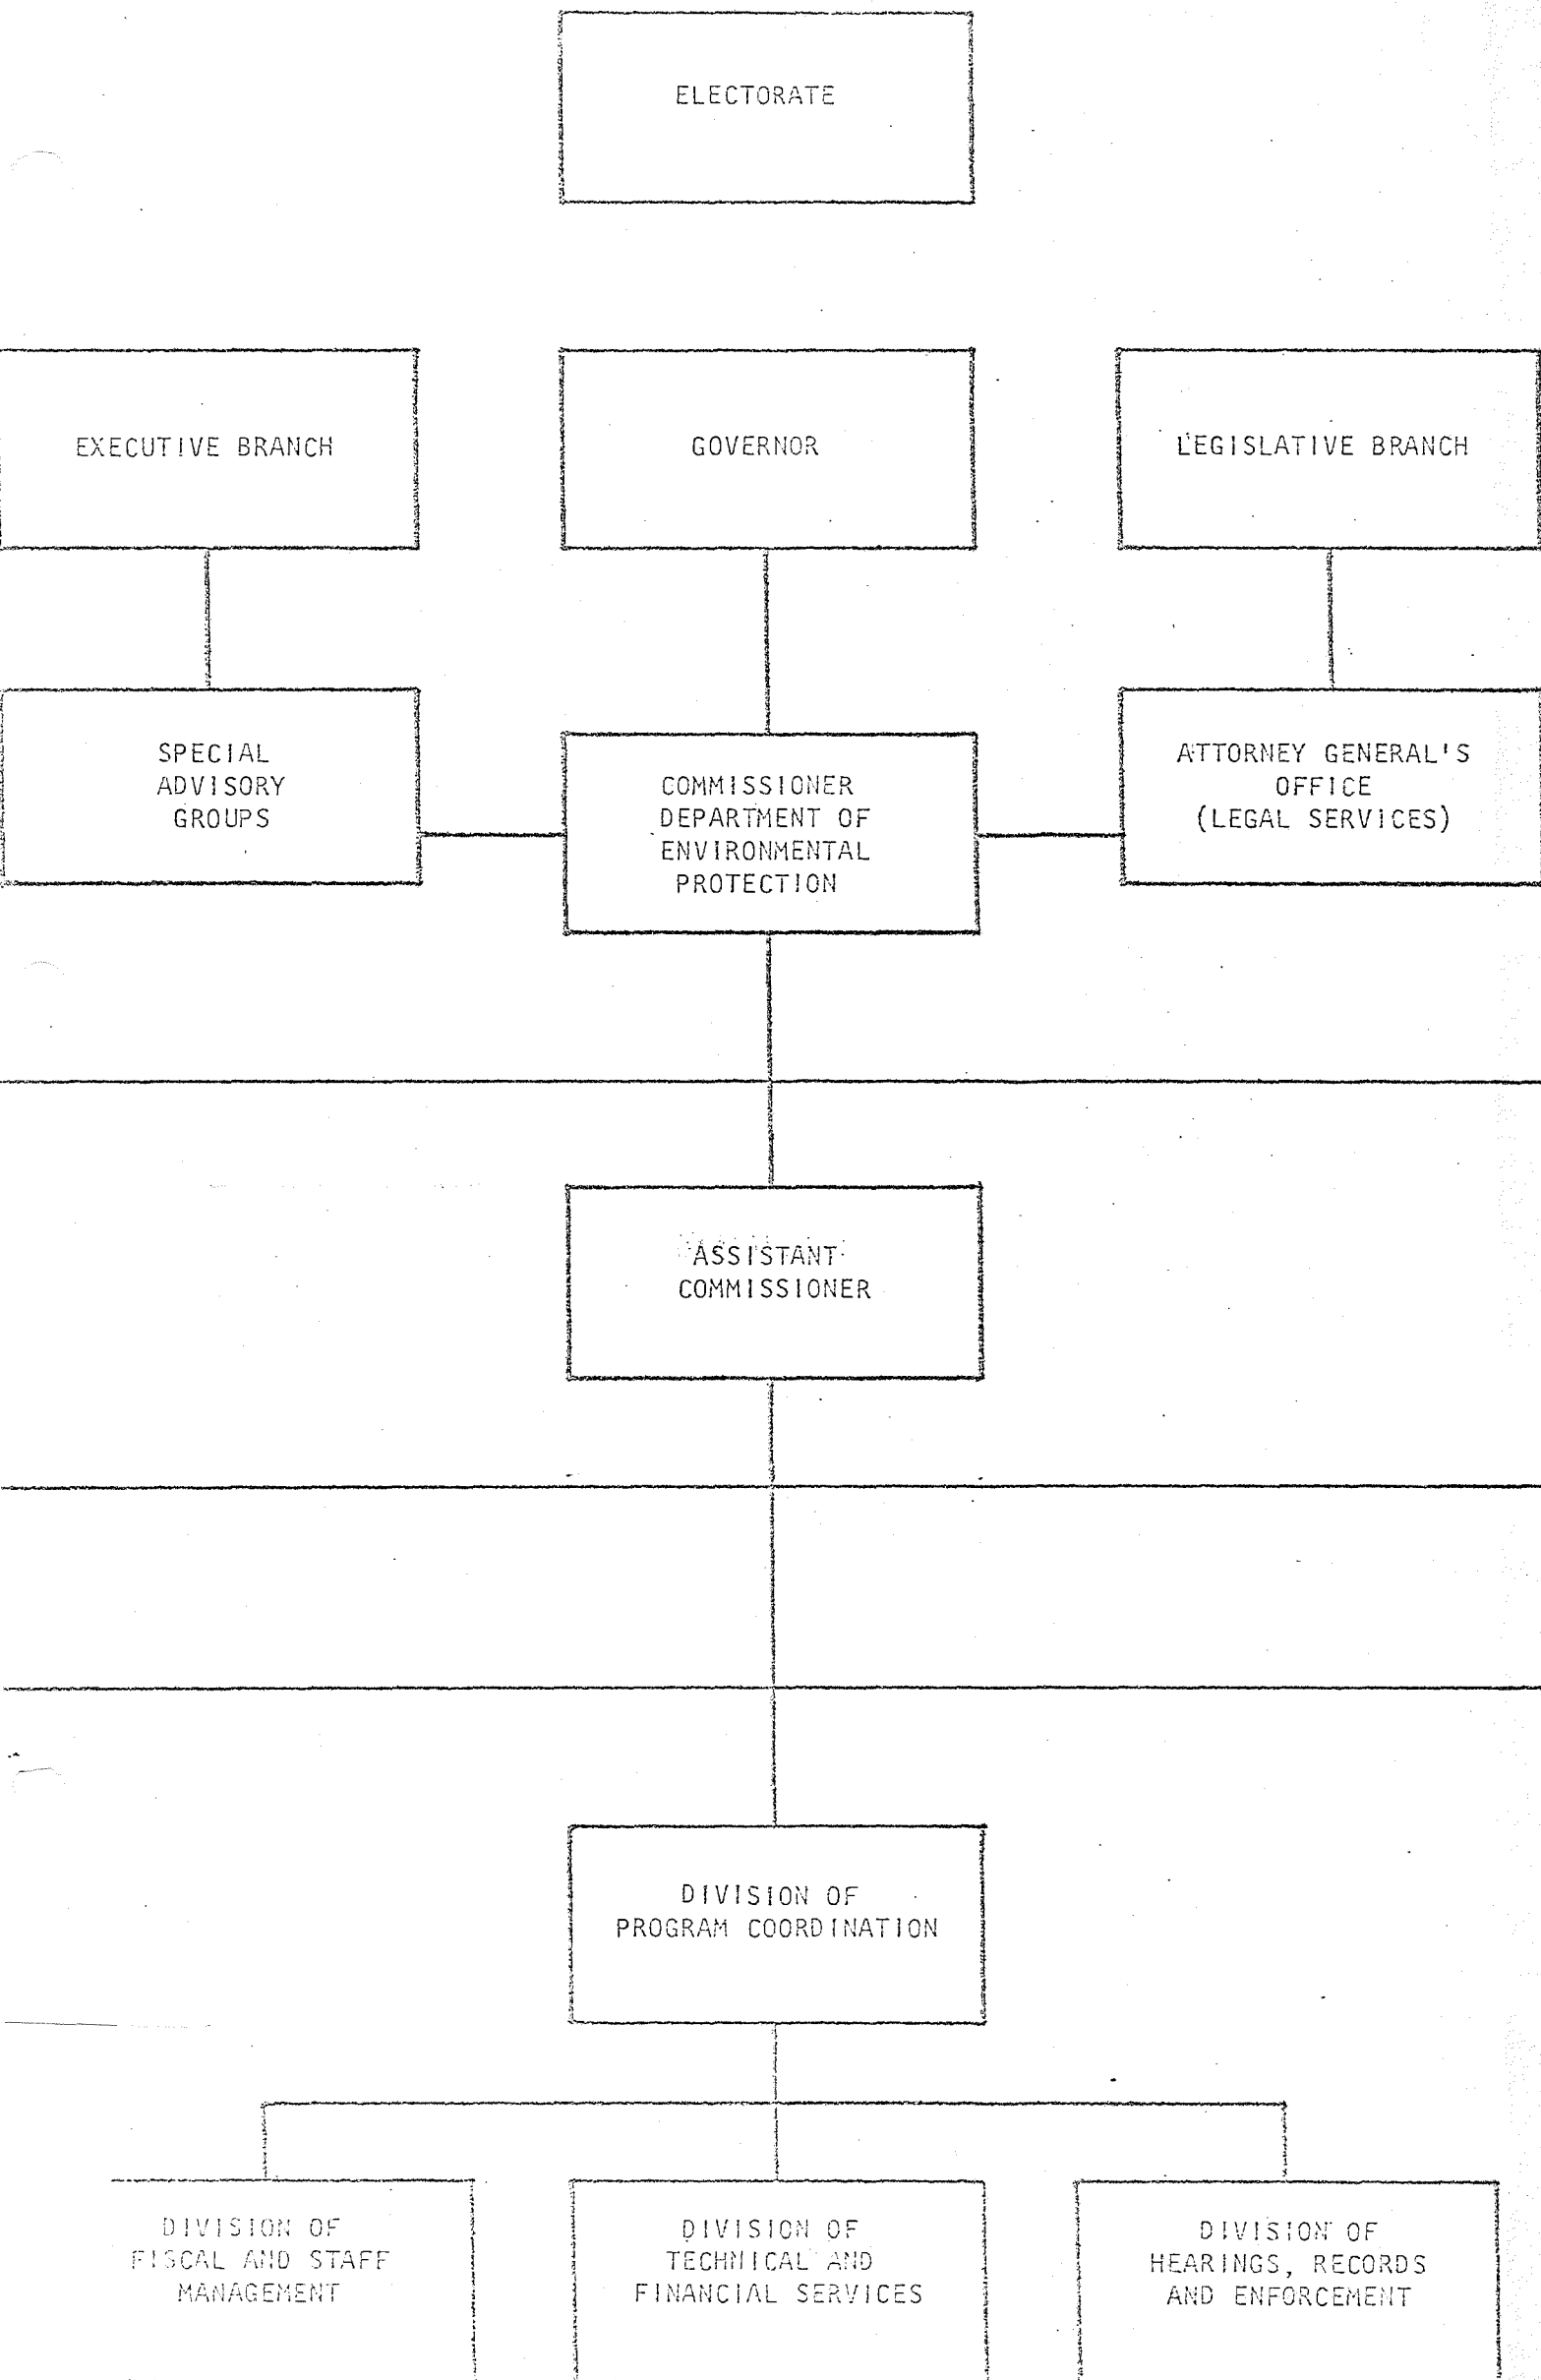 ELECTORATE
EXECUTIVE BRANCH
GOVERNOR
LEGISLATIVE BRANCH
SPECIAL
ADVISORY
GROUPS
COMMISSIONER
DEPARTMENT OF
ENVIRONMENTAL
PROTECTION
ATTORNEY GENERAL'S
OFFICE
(LEGAL SERVICES)
ASSISTANT
COMMISSIONER
DIVISION OF
PROGRAM COORDINATION
DIVISION OF
FISCAL AND STAFF
MANAGEMENT
DIVISION OF
TECHNICAL AND
FINANCIAL SERVICES
DIVISION OF
HEARINGS, RECORDS
AND ENFORCEMENT